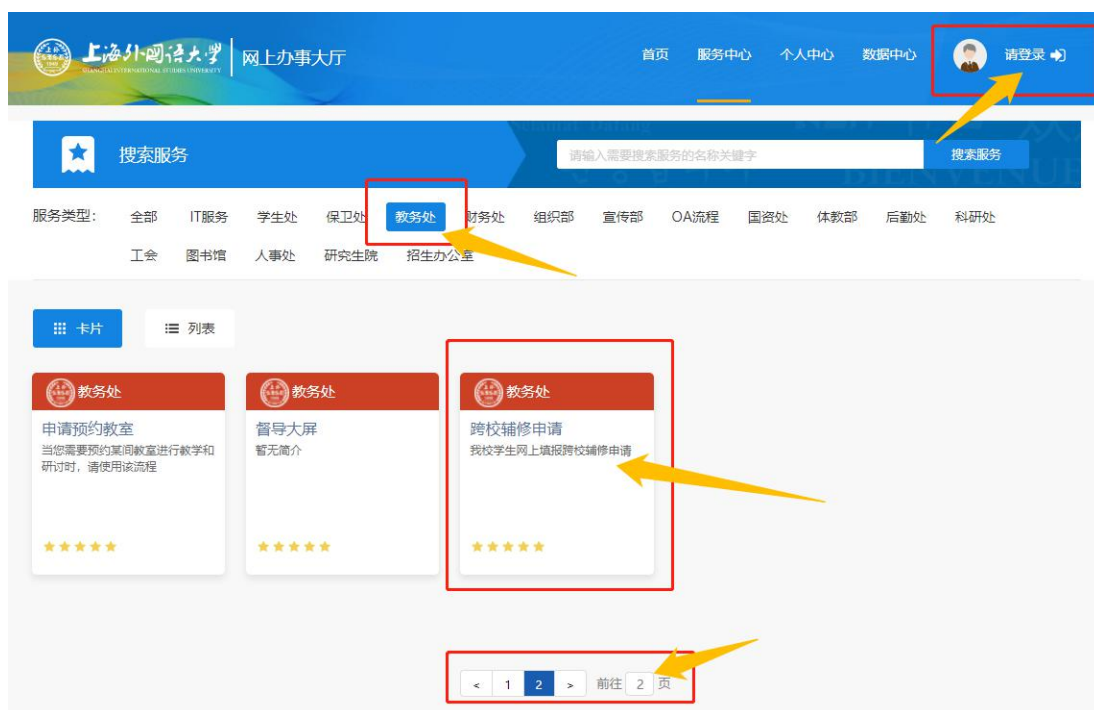 上海外国语大学 网上办事大厅 首页 服务中心 个人中心 数据中心 请登录
SHANGHAI INTERNATIONAL STUDIES UNIVERSITY
搜索服务 请输入需要搜索服务的名称关键字 搜索服务
服务类型: 全部 IT服务 学生处 保卫处 教务处 财务处 组织部 宣传部 OA流程 国资处 体教部 后勤处 科研处
工会 图书馆 人事处 研究生院 招生办公室
卡片 列表
教务处 教务处 教务处
申请预约教室 督导大屏 跨校辅修申请
当您需要预约某间教室进行教学和 暂无简介 我校学生网上填报跨校辅修申请
研讨时，请使用该流程
< 1 2 > 前往 2 页